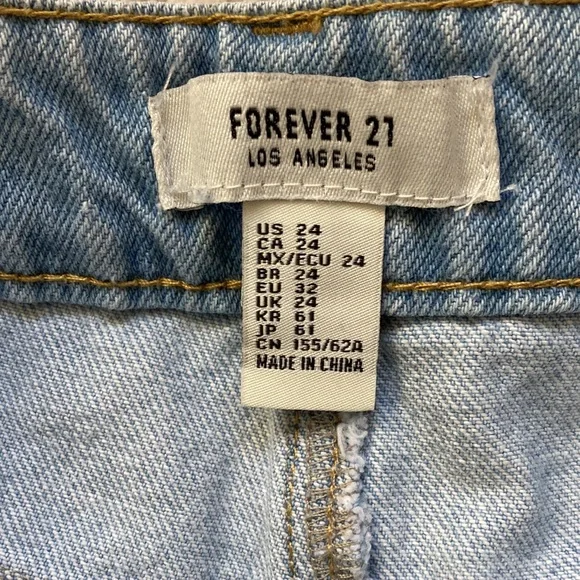 FOREVER 21
LOS ANGELES
US 24
CA 24
MX/ECU 24
BR 24
EU 32
UK 24
KR 61
JP 61
CN 155/62A
MADE IN CHINA